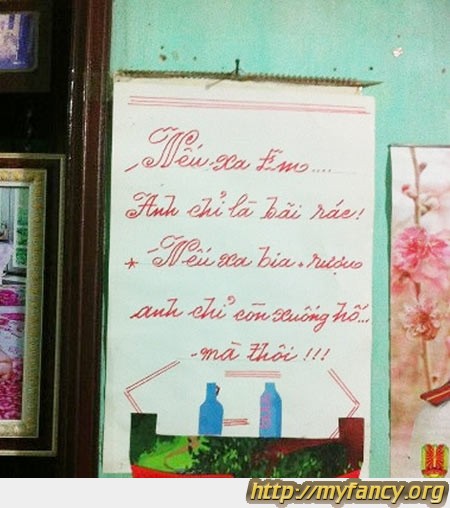 Nếu xa Em....
Anh chỉ là bãi rác!
* Nếu xa bia + rượu
anh chỉ còn xuống hố...
- mà thôi !!!
http://myfancy.org